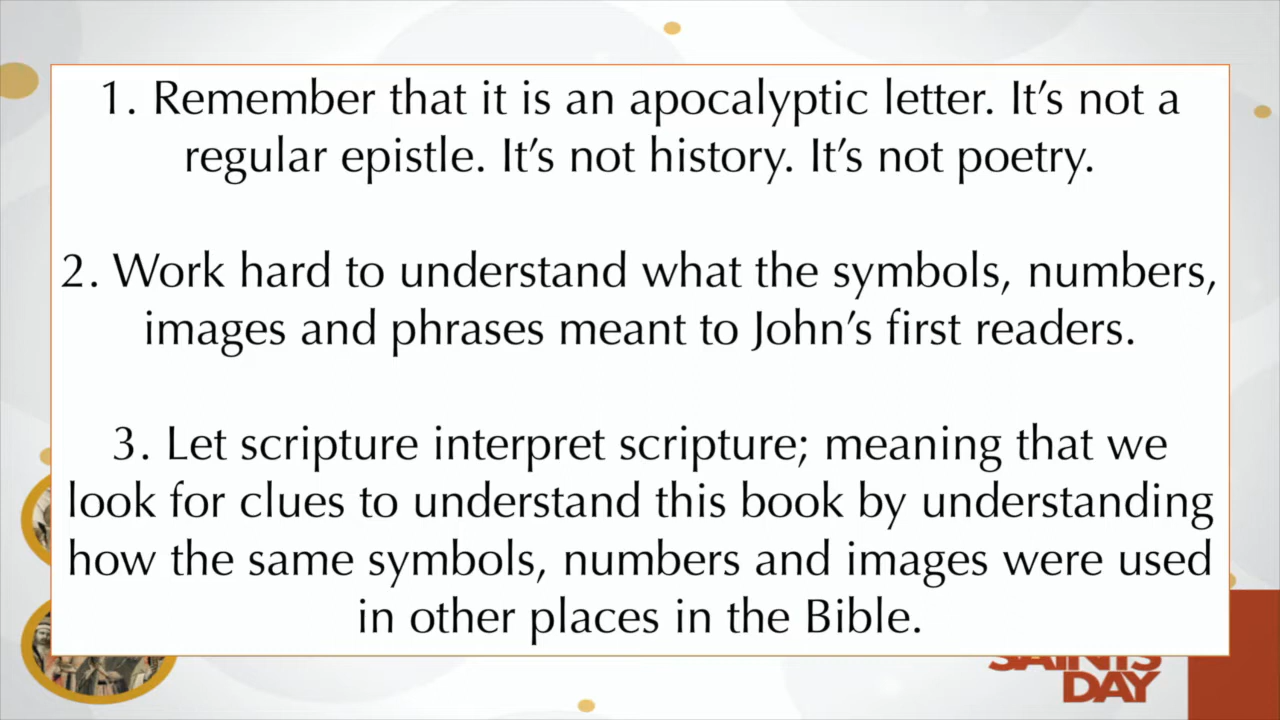 1. Remember that it is an apocalyptic letter. It’s not a
regular epistle. It’s not history. It’s not poetry.
2. Work hard to understand what the symbols, numbers,
images and phrases meant to John’s first readers.
3. Let scripture interpret scripture; meaning that we
look for clues to understand this book by understanding
how the same symbols, numbers and images were used
in other places in the Bible.
SAINTS
DAY